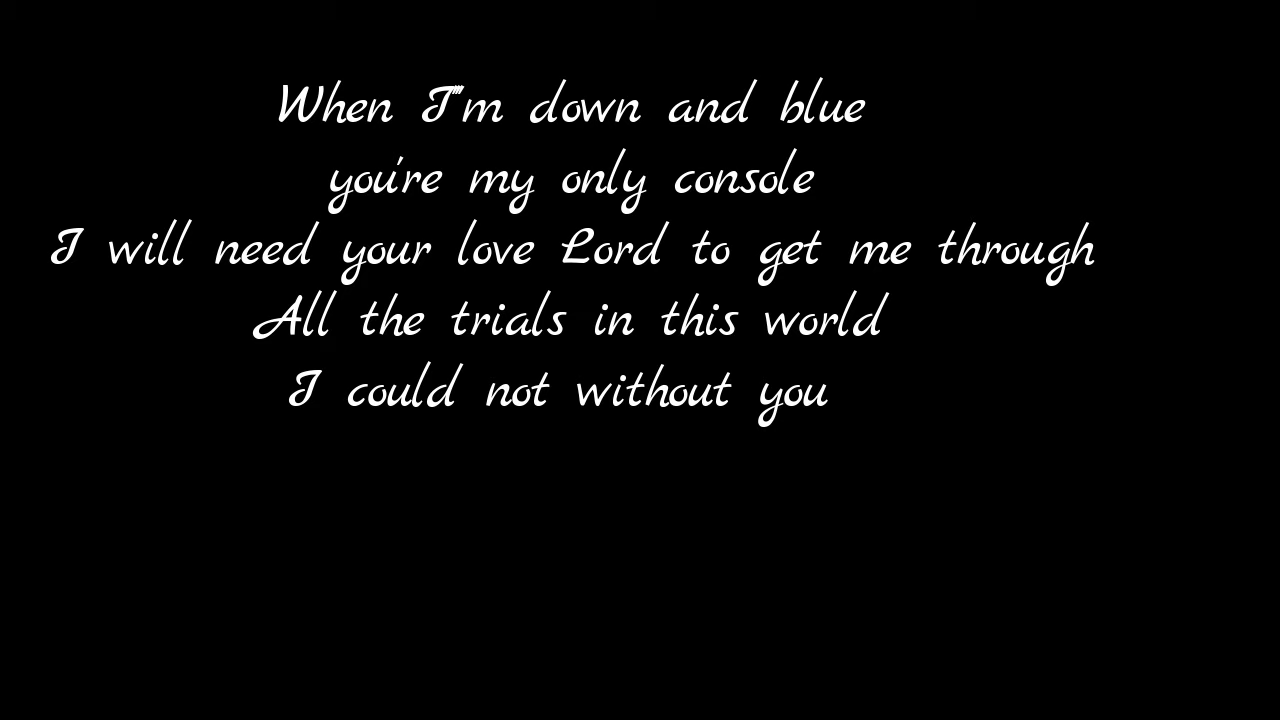 When I'''m down and blue
you're my only console
I will need your love Lord to get me through
All the trials in this world
I could not without you